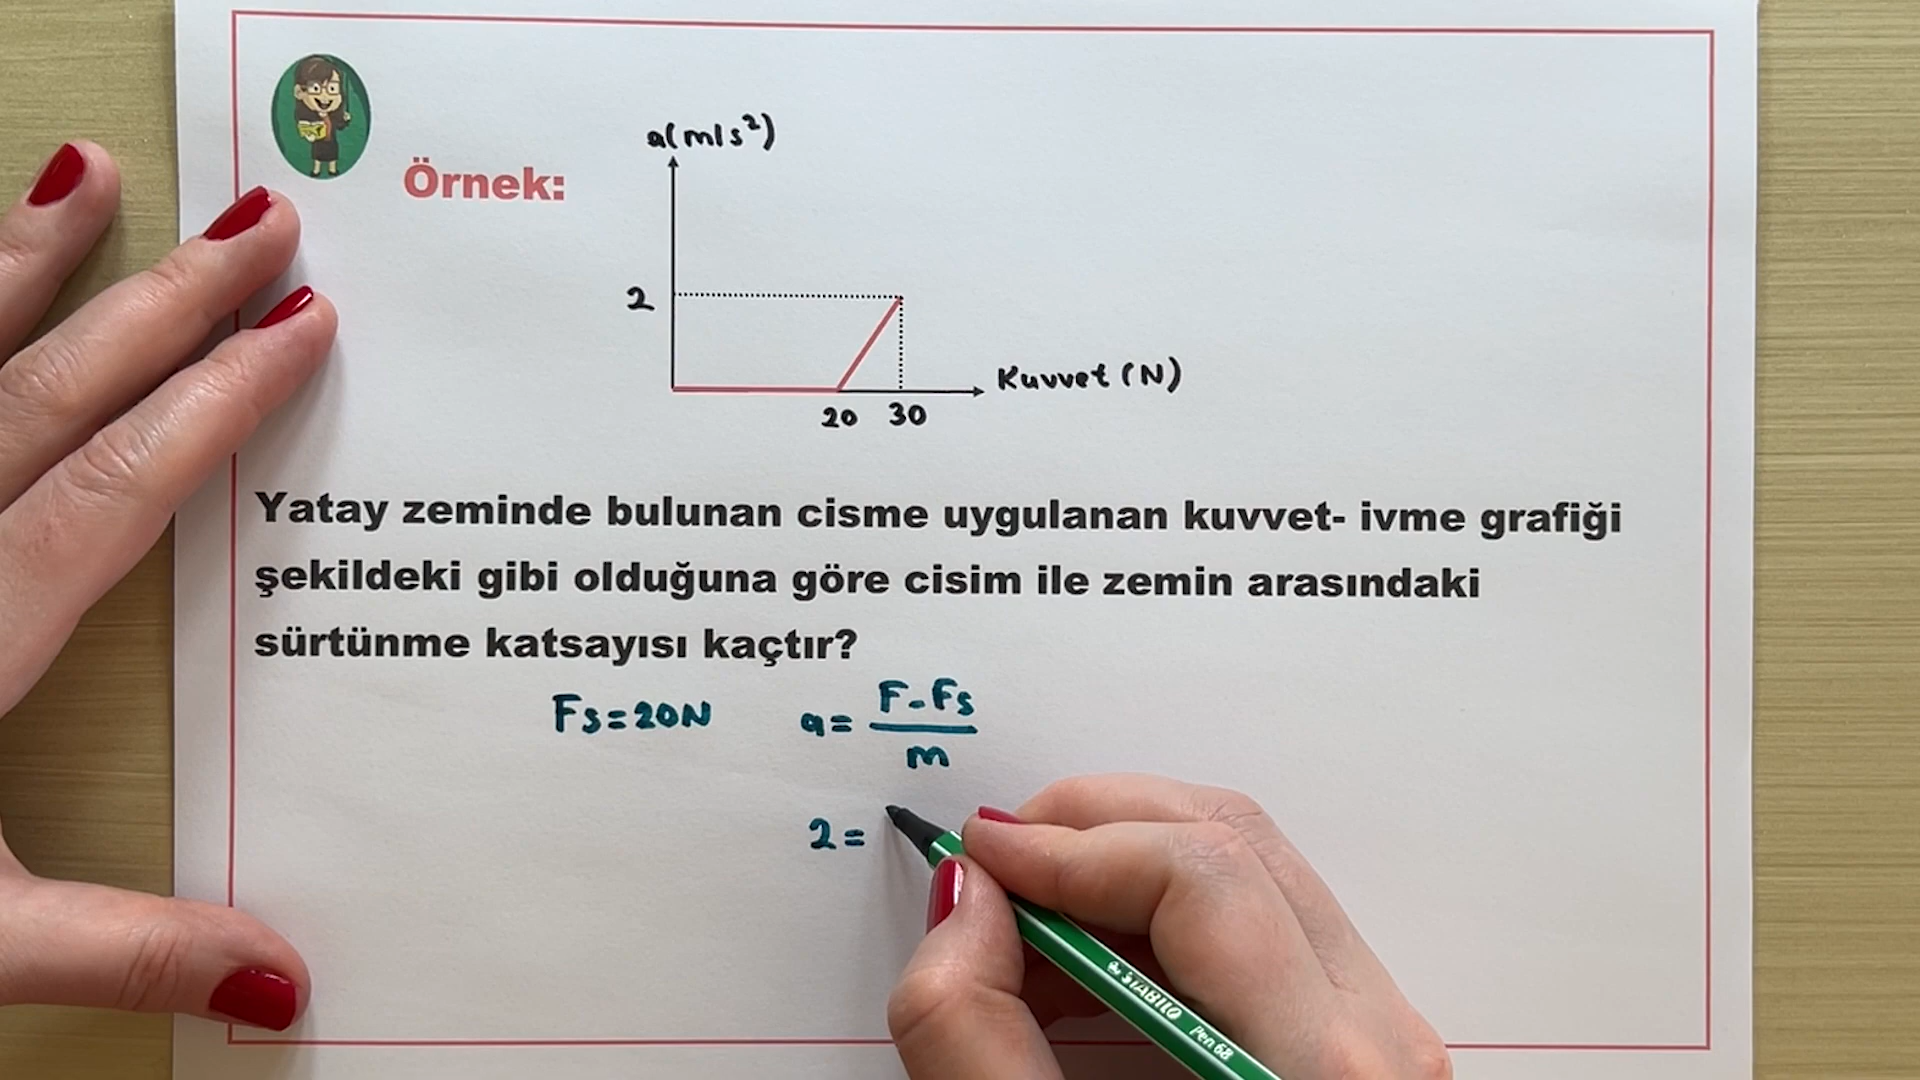 a(m/s²)
Örnek:
2
Kuvvet (N)
20 30
Yatay zeminde bulunan cisme uygulanan kuvvet- ivme grafiği
şekildeki gibi olduğuna göre cisim ile zemin arasındaki
sürtünme katsayısı kaçtır?
Fs=20N a= F-Fs
m
2=
STABILO Pen 68